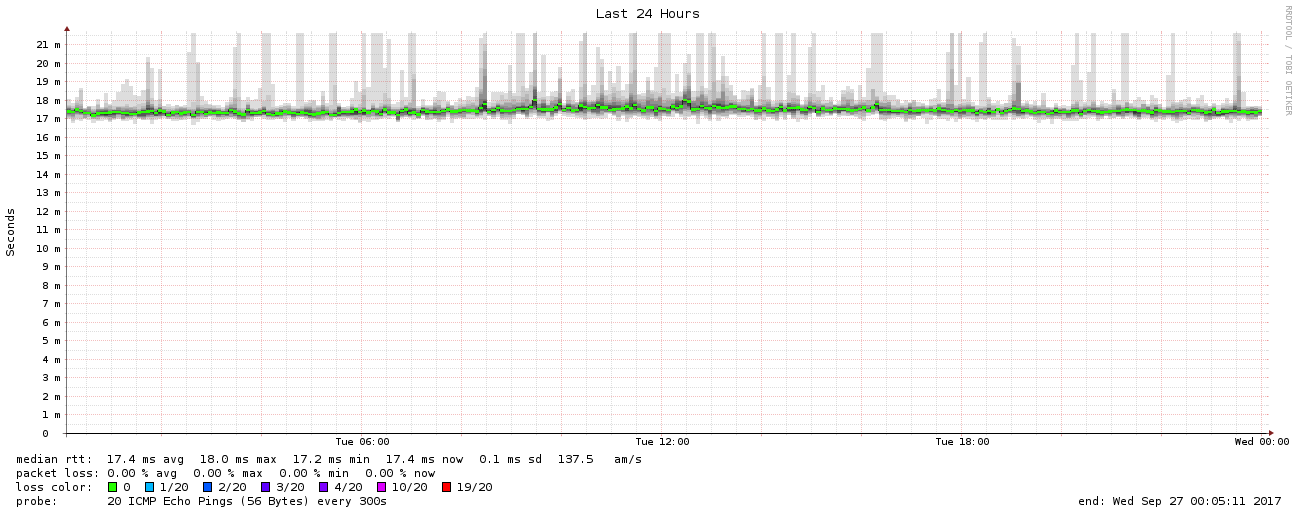 Last 24 Hours
RRDTOOL / TOBI OETIKER
Seconds
21 m
20 m
19 m
18 m
17 m
16 m
15 m
14 m
13 m
12 m
11 m
10 m
9 m
8 m
7 m
6 m
5 m
4 m
3 m
2 m
1 m
0
Tue 06:00 Tue 12:00 Tue 18:00 Wed 00:00
median rtt: 17.4 ms avg 18.0 ms max 17.2 ms min 17.4 ms now 0.1 ms sd 137.5 am/s
packet loss: 0.00 % avg 0.00 % max 0.00 % min 0.00 % now
loss color: 0 1/20 2/20 3/20 4/20 10/20 19/20
probe: 20 ICMP Echo Pings (56 Bytes) every 300s end: Wed Sep 27 00:05:11 2017